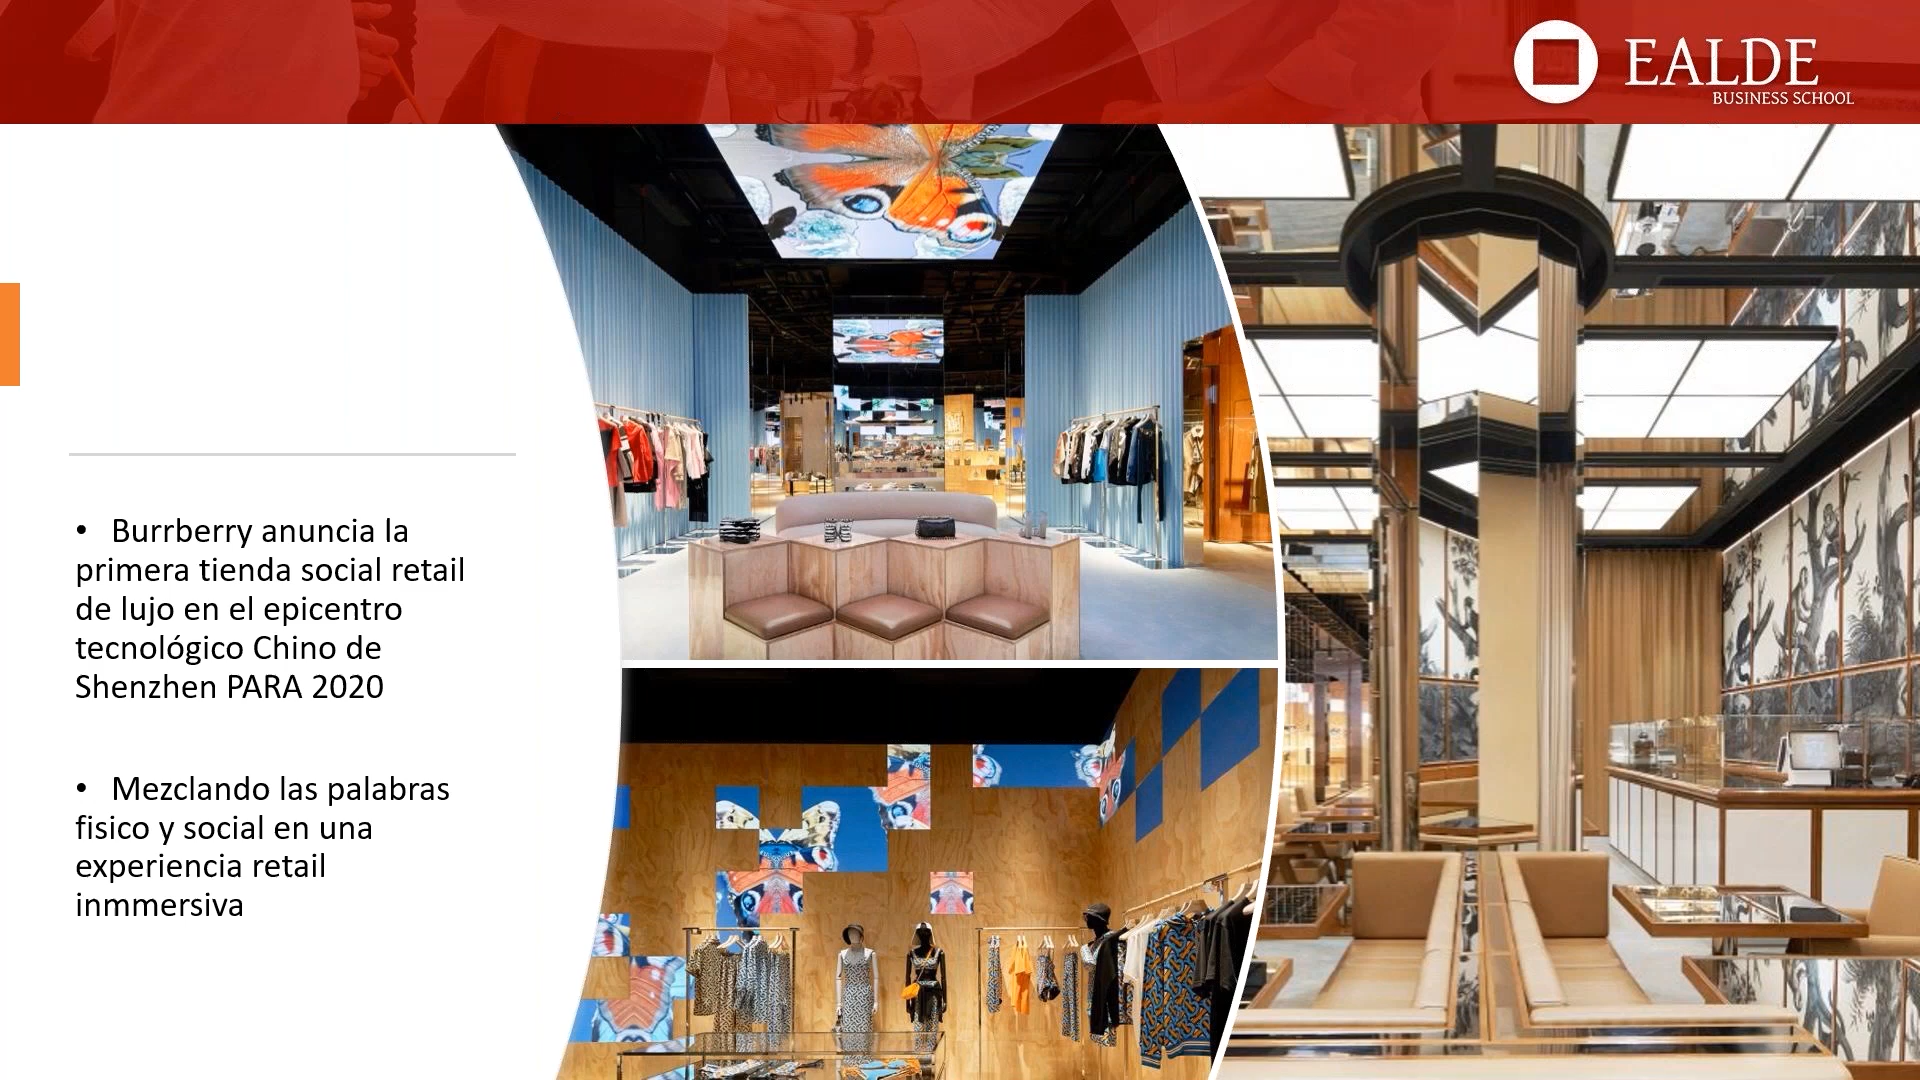 EALDE
BUSINESS SCHOOL
• Burrberry anuncia la
primera tienda social retail
de lujo en el epicentro
tecnológico Chino de
Shenzhen PARA 2020
• Mezclando las palabras
fisico y social en una
experiencia retail
inmmersiva